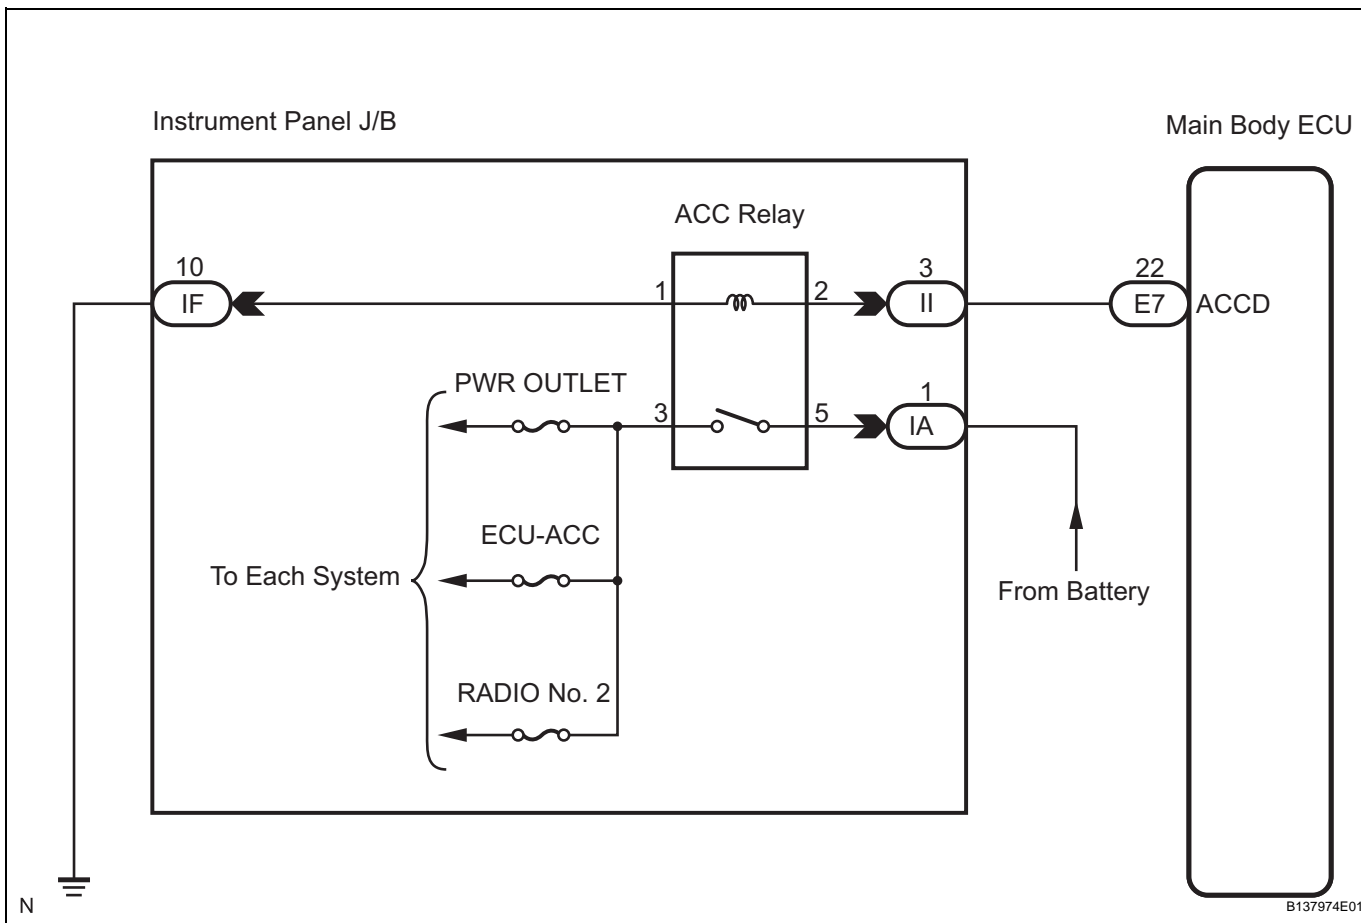 Instrument Panel J/B
Main Body ECU
ACC Relay
10
IF
1
2
3
II
22
E7
ACCD
PWR OUTLET
3
5
1
IA
ECU-ACC
To Each System
From Battery
RADIO No. 2
N
B137974E01